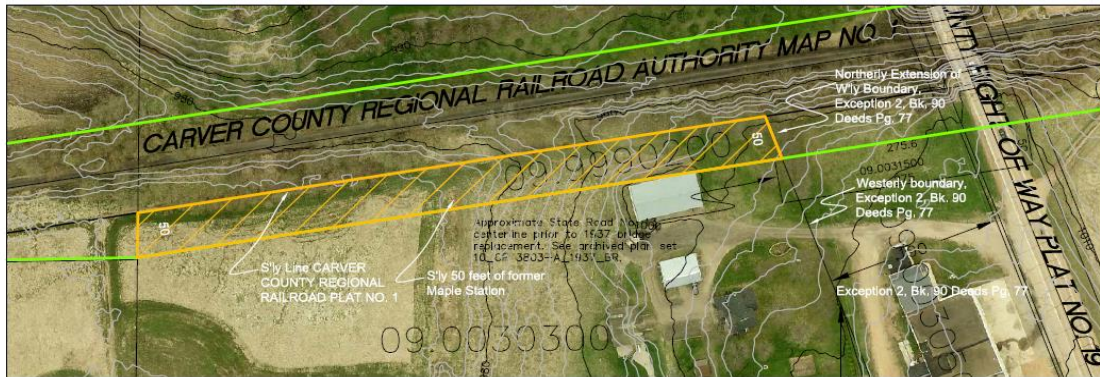 CARVER COUNTY REGIONAL RAILROAD AUTHORITY MAP NO.
Northerly Extension of
W'ly Boundary,
Exception 2, Bk. 90
Deeds Pg. 77
50
275.6
09.0031500
Westerly boundary,
Exception 2, Bk. 90
Deeds Pg. 77
50
Approximate State Road
centerline prior to 1937 bridge
replacement. See archived plan set
S'ly Line CARVER
COUNTY REGIONAL
RAILROAD PLAT NO. 1
S'ly 50 feet of former
Maple Station
Exception 2, Bk. 90 Deeds Pg. 77
09.0030300
RIGHT OF WAY PLAT NO. 19
1010